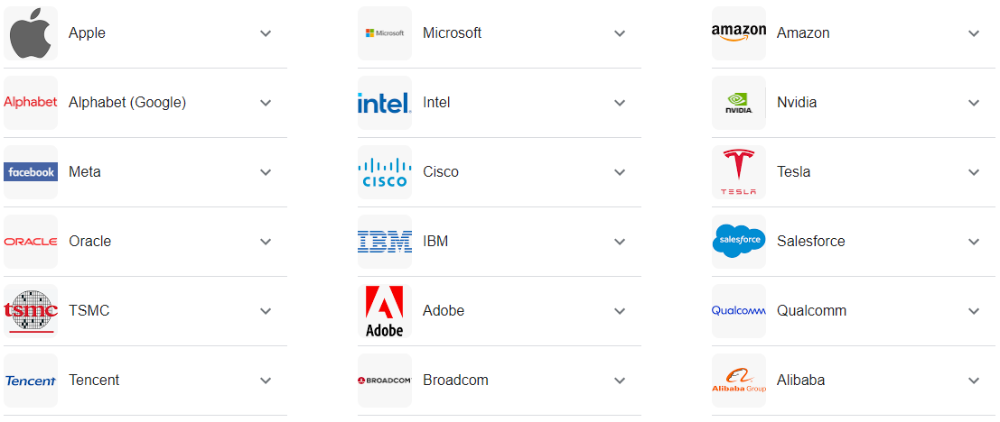 Apple
Microsoft Microsoft
amazon Amazon
Alphabet Alphabet (Google)
intel. Intel
NVIDIA. Nvidia
facebook Meta
CISCO Cisco
TESLA Tesla
ORACLE Oracle
IBM IBM
salesforce Salesforce
tsmc TSMC
Adobe Adobe
Qualcomm Qualcomm
Tencent Tencent
BROADCOM Broadcom
Alibaba Group Alibaba